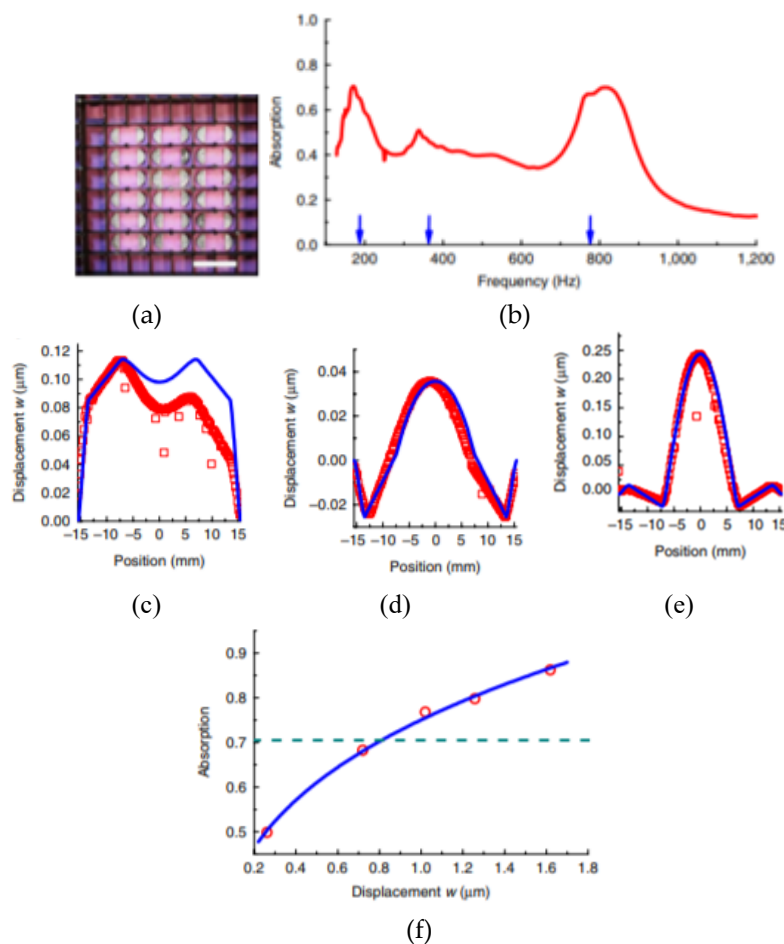 1.0
0.8
0.6
0.4
0.2
0.0
Absorption
200 400 600 800 1,000 1,200
Frequency (Hz)
(a) (b)
0.12
0.10
0.08
0.06
0.04
0.02
0.00
Displacement w (μm)
−15 −10 −5 0 5 10 15
Position (mm)
0.04
0.02
0.00
−0.02
Displacement w (μm)
−15 −10 −5 0 5 10 15
Position (mm)
0.25
0.20
0.15
0.10
0.05
0.00
Displacement w (μm)
−15 −10 −5 0 5 10 15
Position (mm)
(c) (d) (e)
0.9
0.8
0.7
0.6
0.5
Absorption
0.2 0.4 0.6 0.8 1.0 1.2 1.4 1.6 1.8
Displacement w (μm)
(f)